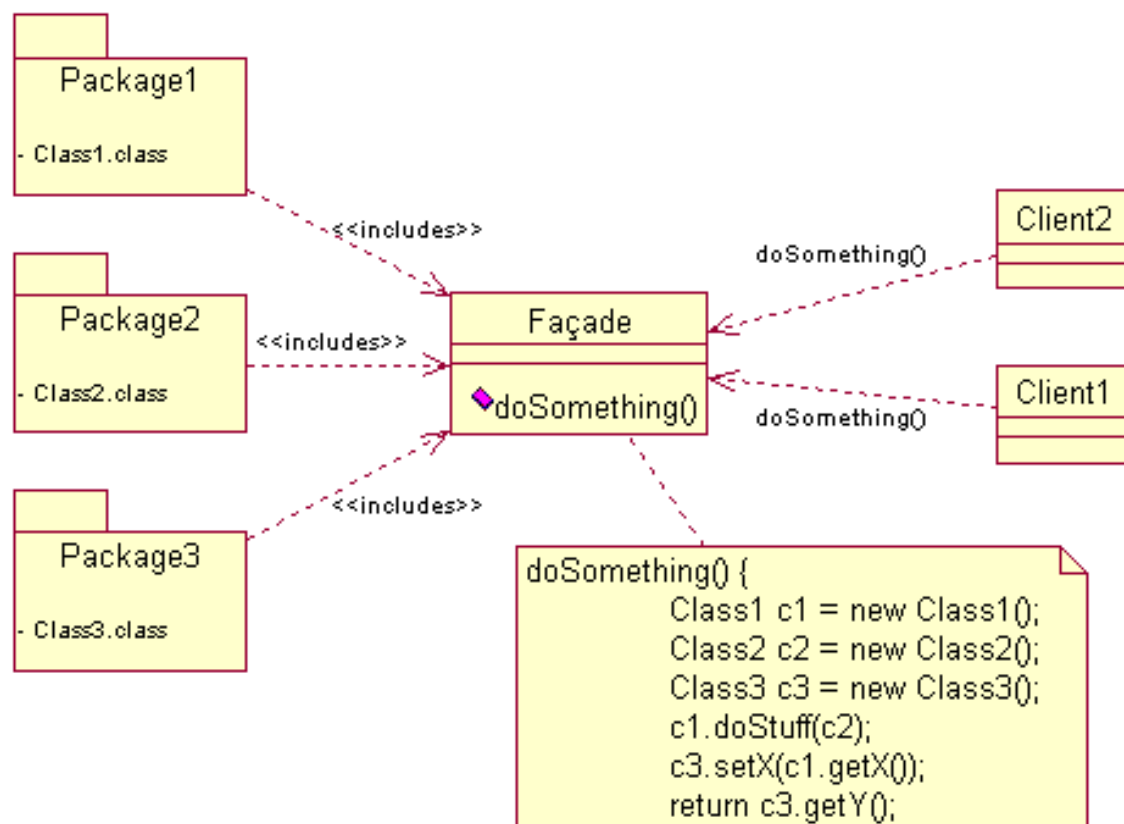 Package1
- Class1.class
<<includes>>
Package2
- Class2.class
<<includes>>
Package3
- Class3.class
<<includes>>
Façade
doSomething()
Client2
doSomething()
Client1
doSomething()
doSomething() {
Class1 c1 = new Class1();
Class2 c2 = new Class2();
Class3 c3 = new Class3();
c1.doStuff(c2);
c3.setX(c1.getX());
return c3.getY();